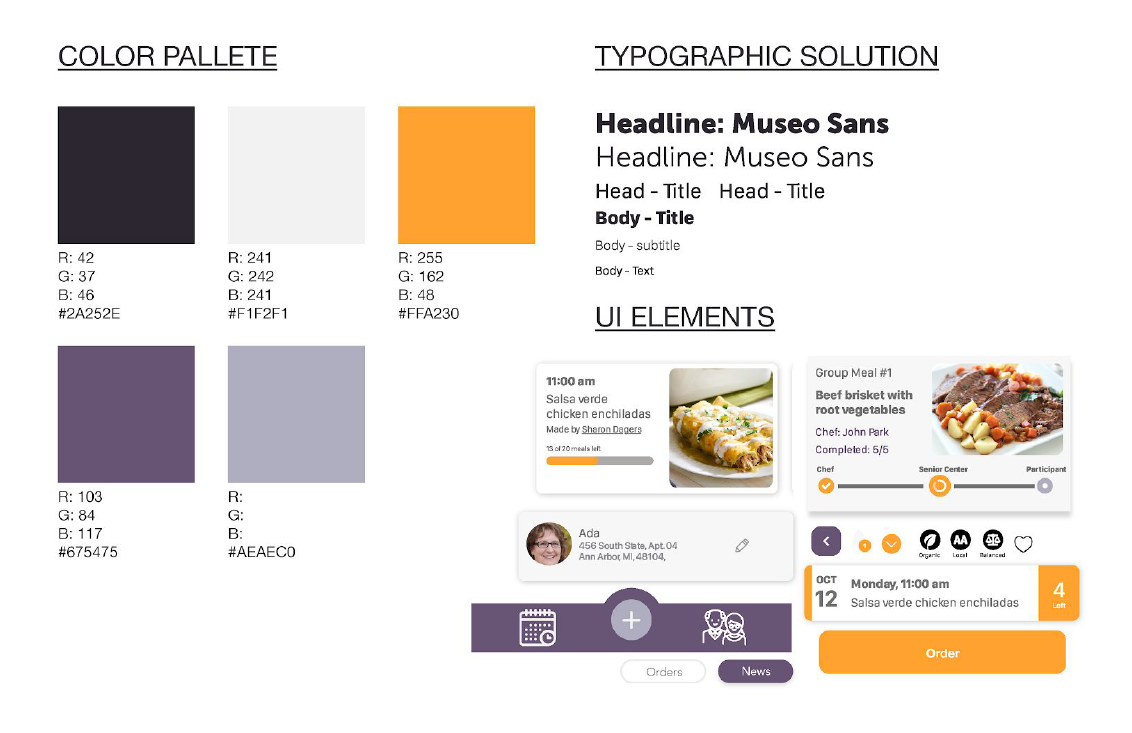 COLOR PALLETE
R: 42
G: 37
B: 46
#2A252E
R: 241
G: 242
B: 241
#F1F2F1
R: 255
G: 162
B: 48
#FFA230
R: 103
G: 84
B: 117
#675475
R:
G:
B:
#AEAEC0
TYPOGRAPHIC SOLUTION
Headline: Museo Sans
Headline: Museo Sans
Head - Title Head - Title
Body - Title
Body - subtitle
Body - Text
UI ELEMENTS
11:00 am
Salsa verde
chicken enchiladas
Made by Sharon Dagers
13 of 20 meals left
Group Meal #1
Beef brisket with
root vegetables
Chef: John Park
Completed: 5/5
Chef Senior Center Participant
Ada
456 South State, Apt. 04
Ann Arbor, MI, 48104,
1
AA
Organic Local Balanced
OCT
12
Monday, 11:00 am
Salsa verde chicken enchiladas
4
Left
Orders News
Order